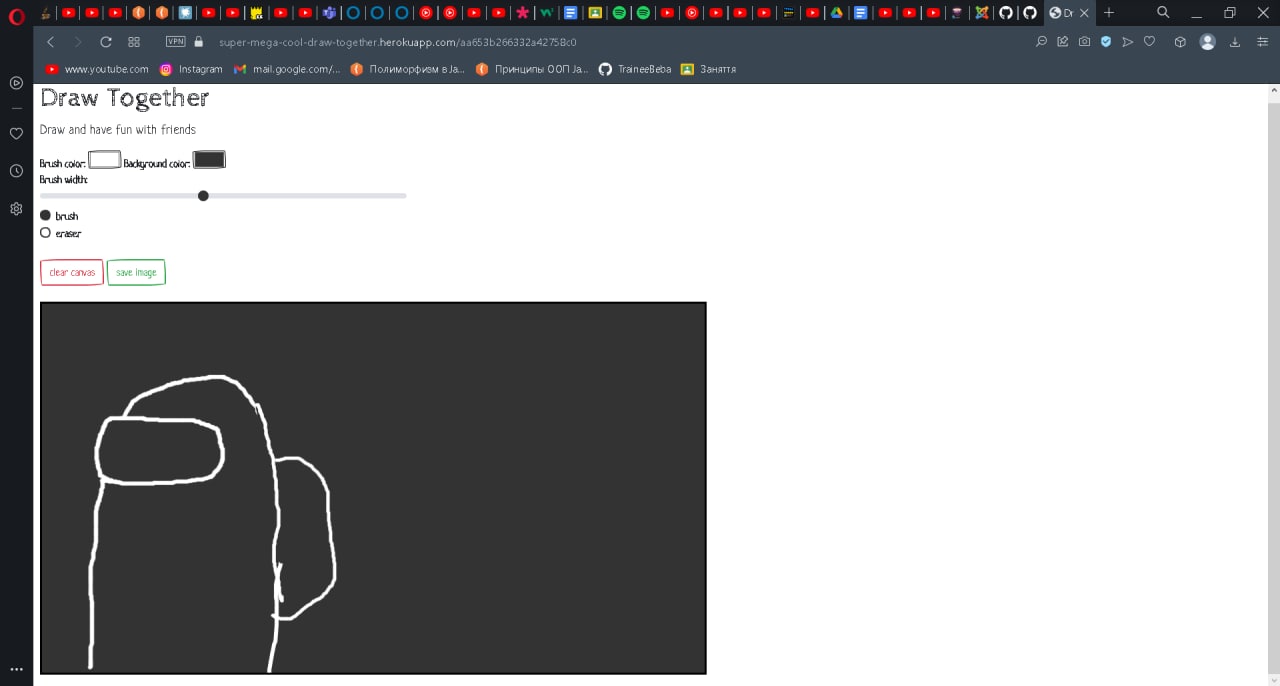 Dr
VPN
super-mega-cool-draw-together.herokuapp.com/aa653b266332a42758c0
www.youtube.com Instagram mail.google.com/... Полиморфизм в Ja... Принципы ООП Ja... TraineeBeba Заняття
Draw Together
Draw and have fun with friends
Brush color: Background color:
Brush width:
brush
eraser
clear canvas save image